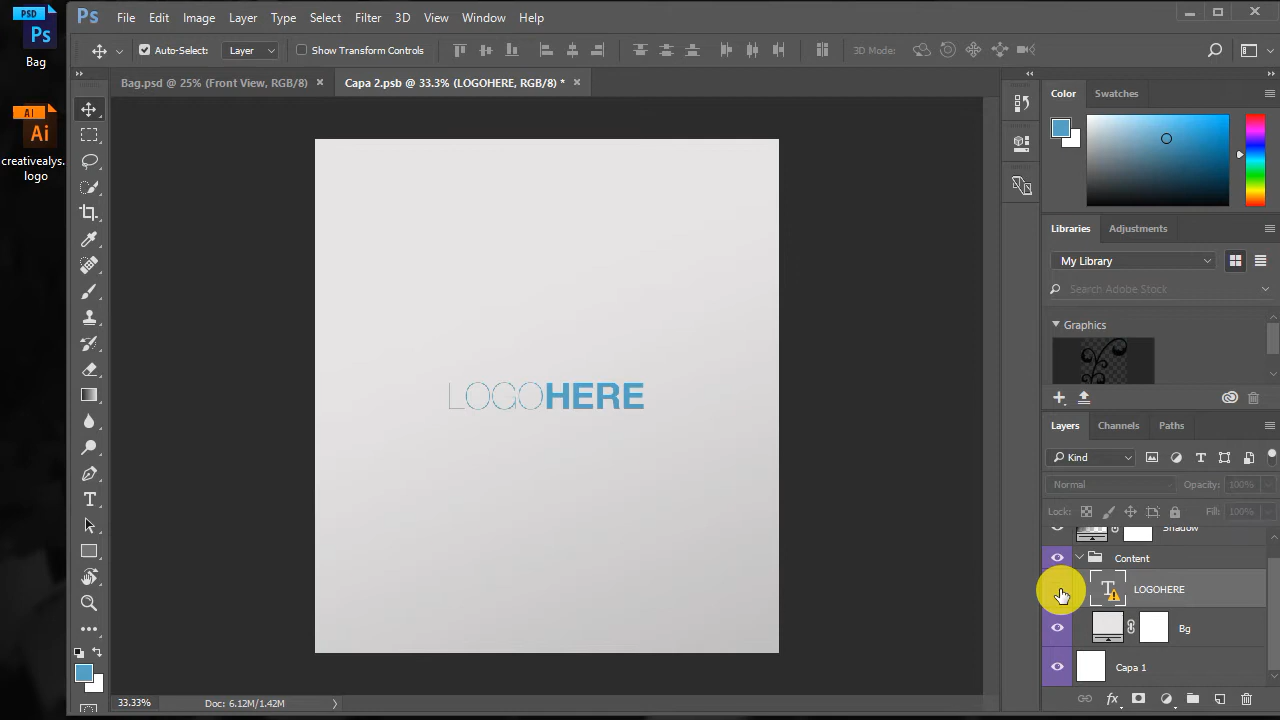 PSD
Ps
Bag
Ai
AI
creativealys.
logo
Ps File Edit Image Layer Type Select Filter 3D View Window Help
Auto-Select: Layer Show Transform Controls 3D Mode:
Bag.psd @ 25% (Front View, RGB/8) × Capa 2.psb @ 33.3% (LOGOHERE, RGB/8) * ×
LOGOHERE
Color Swatches
Libraries Adjustments
My Library
Search Adobe Stock
Graphics
Layers Channels Paths
Kind
Normal Opacity: 100%
Lock: Fill: 100%
Shadow
Content
T LOGOHERE
Bg
Capa 1
fx
T
33.33% Doc: 6.12M/1.42M